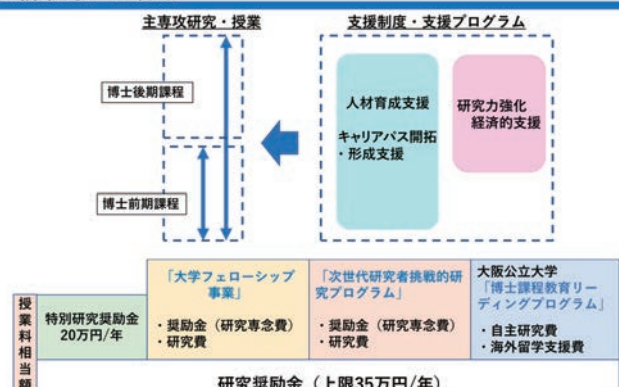 主専攻研究・授業
支援制度・支援プログラム
博士後期課程
博士前期課程
人材育成支援
キャリアパス開拓
・形成支援
研究力強化
経済的支援
授業料相当額
特別研究奨励金
20万円/年
「大学フェローシップ
事業」
・奨励金（研究専念費）
・研究費
「次世代研究者挑戦的研
究プログラム」
・奨励金（研究専念費）
・研究費
大阪公立大学
「博士課程教育リー
ディングプログラム」
・自主研究費
・海外留学支援費
研究奨励金（上限35万円/年）